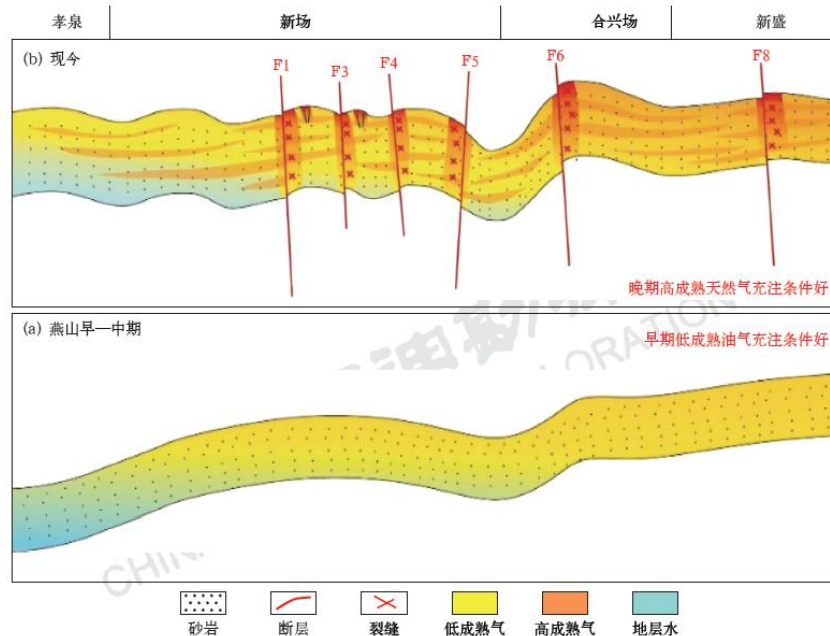 孝泉 新场 合兴场 新盛
(b) 现今
F1 F3 F4 F5 F6 F8
晚期高成熟天然气充注条件好
(a) 燕山早—中期
早期低成熟油气充注条件好
砂岩 断层 裂缝 低成熟气 高成熟气 地层水